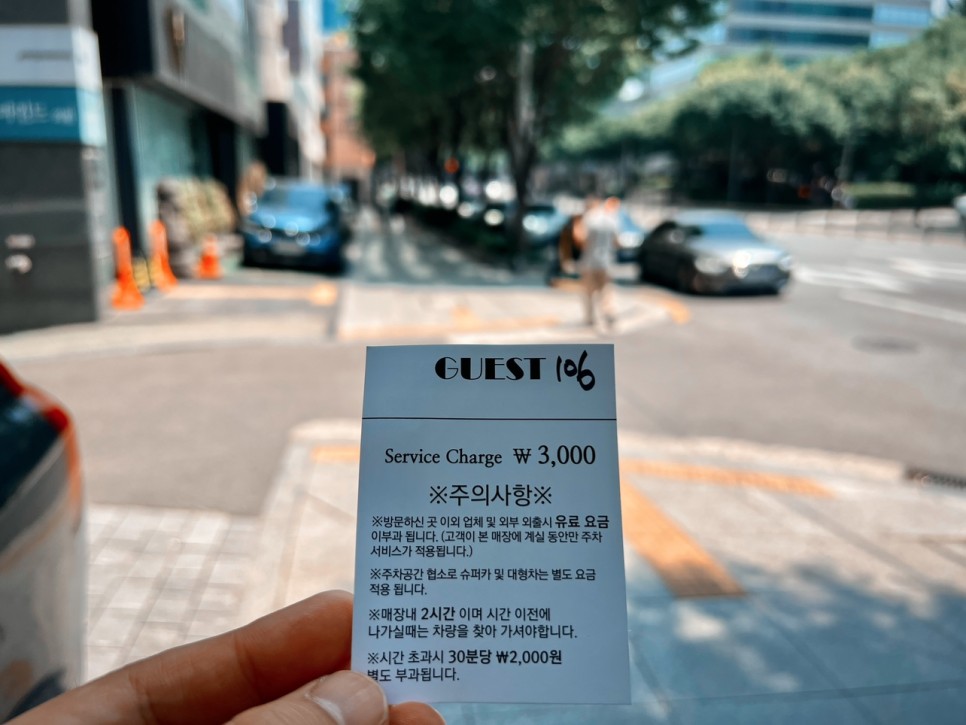 GUEST 106
Service Charge ₩ 3,000
※주의사항※
※방문하신 곳 이외 업체 및 외부 외출시 유료 요금
이부과 됩니다. (고객이 본 매장에 계실 동안만 주차
서비스가 적용됩니다.)
※주차공간 협소로 슈퍼카 및 대형차는 별도 요금
적용 됩니다.
※매장내 2시간 이며 시간 이전에
나가실때는 차량을 찾아 가셔야합니다.
※시간 초과시 30분당 ₩2,000원
별도 부과됩니다.